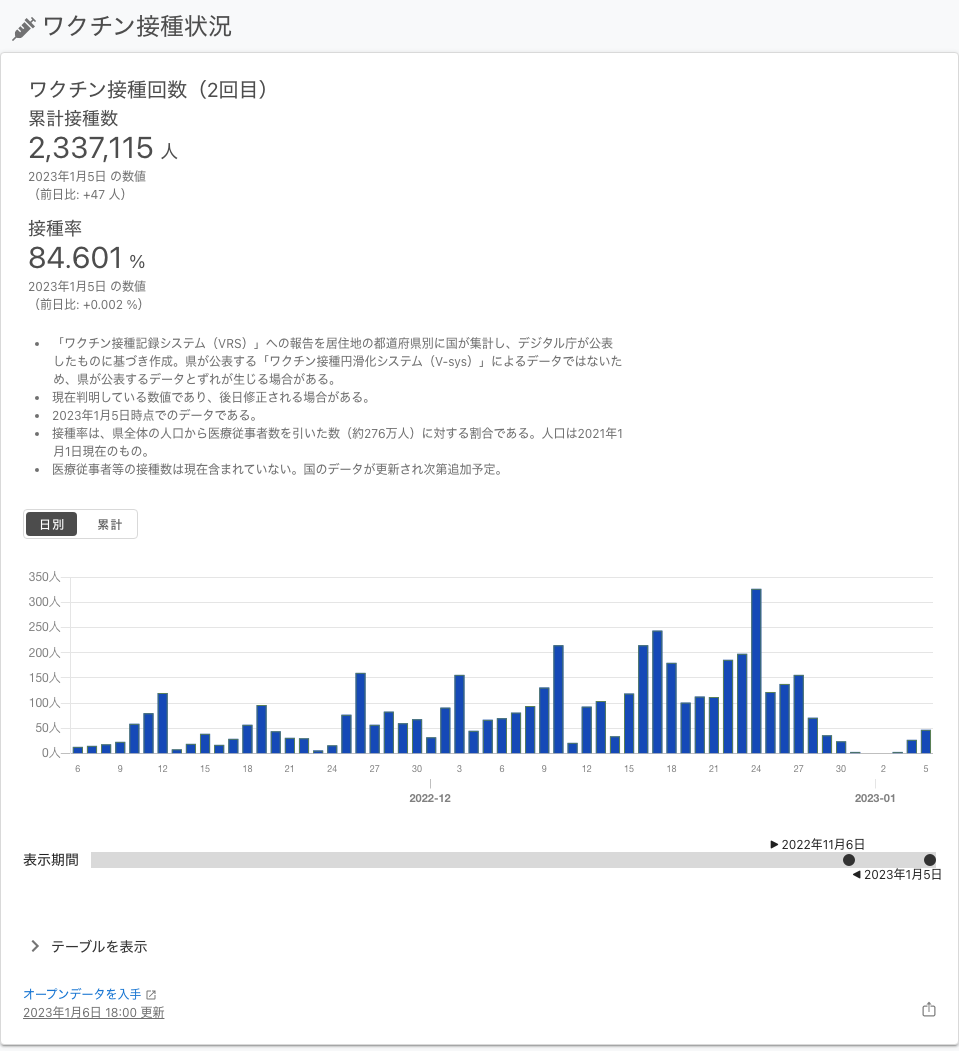 ワクチン接種状況
ワクチン接種回数（2回目）
累計接種数
2,337,115 人
2023年1月5日 の数値
（前日比: +47 人）
接種率
84.601 %
2023年1月5日 の数値
（前日比: +0.002 %）
• 「ワクチン接種記録システム（VRS）」への報告を居住地の都道府県別に国が集計し、デジタル庁が公表
したものに基づき作成。県が公表する「ワクチン接種円滑化システム（V-sys）」によるデータではないた
め、県が公表するデータとずれが生じる場合がある。
• 現在判明している数値であり、後日修正される場合がある。
• 2023年1月5日時点でのデータである。
• 接種率は、県全体の人口から医療従事者数を引いた数（約276万人）に対する割合である。人口は2021年1
月1日現在のもの。
• 医療従事者等の接種数は現在含まれていない。国のデータが更新され次第追加予定。
日別 累計
350人
300人
250人
200人
150人
100人
50人
0人
6 9 12 15 18 21 24 27 30 3 6 9 12 15 18 21 24 27 30 2 5
2022-12 2023-01
▶ 2022年11月6日
表示期間
◀ 2023年1月5日
テーブルを表示
オープンデータを入手
2023年1月6日 18:00 更新